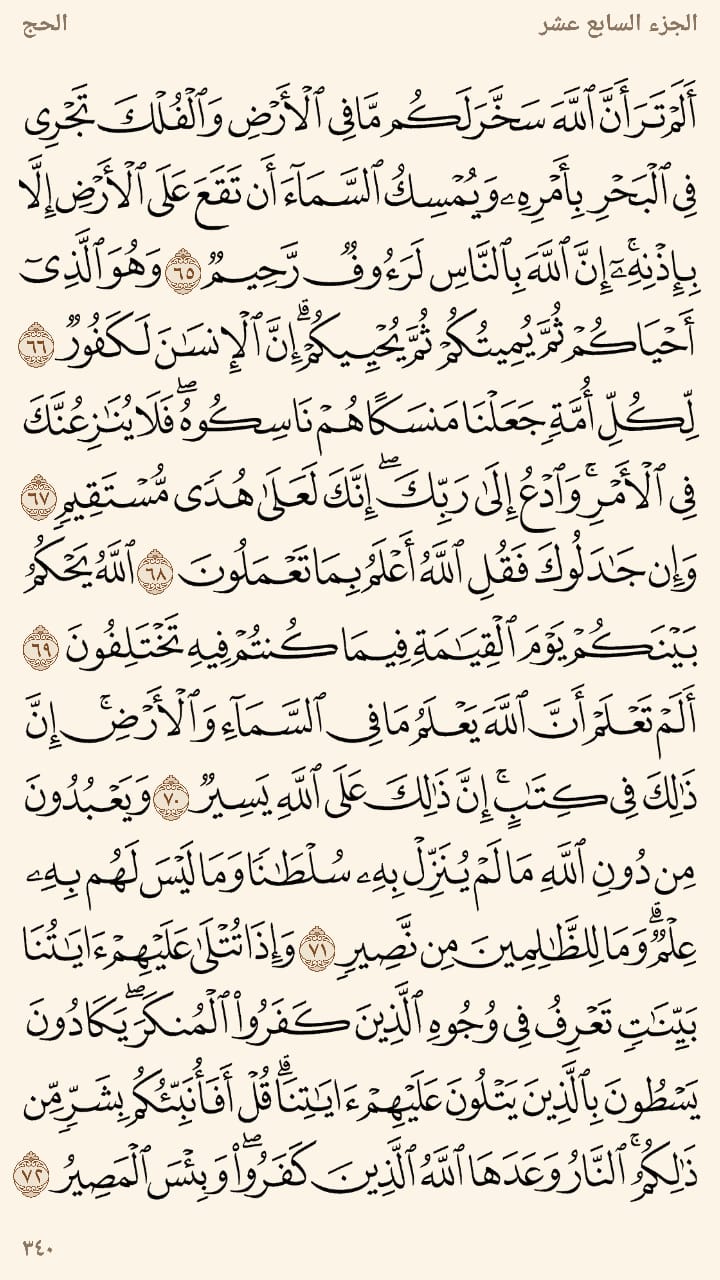 الجزء السابع عشر
الحج
أَلَمْ تَرَ أَنَّ ٱللَّهَ سَخَّرَ لَكُم مَّا فِى ٱلْأَرْضِ وَٱلْفُلْكَ تَجْرِى
فِى ٱلْبَحْرِ بِأَمْرِهِۦ وَيُمْسِكُ ٱلسَّمَآءَ أَن تَقَعَ عَلَى ٱلْأَرْضِ إِلَّا
بِإِذْنِهِۦٓ ۚ إِنَّ ٱللَّهَ بِٱلنَّاسِ لَرَءُوفٌ رَّحِيمٌ ٦٥ وَهُوَ ٱلَّذِىٓ
أَحْيَاكُمْ ثُمَّ يُمِيتُكُمْ ثُمَّ يُحْيِيكُمْ ۗ إِنَّ ٱلْإِنسَـٰنَ لَكَفُورٌ ٦٦
لِّكُلِّ أُمَّةٍ جَعَلْنَا مَنسَكًا هُمْ نَاسِكُوهُ ۖ فَلَا يُنَـٰزِعُنَّكَ
فِى ٱلْأَمْرِ ۚ وَٱدْعُ إِلَىٰ رَبِّكَ ۖ إِنَّكَ لَعَلَىٰ هُدًى مُّسْتَقِيمٍ ٦٧
وَإِن جَـٰدَلُوكَ فَقُلِ ٱللَّهُ أَعْلَمُ بِمَا تَعْمَلُونَ ٦٨ ٱللَّهُ يَحْكُمُ
بَيْنَكُمْ يَوْمَ ٱلْقِيَـٰمَةِ فِيمَا كُنتُمْ فِيهِ تَخْتَلِفُونَ ٦٩
أَلَمْ تَعْلَمْ أَنَّ ٱللَّهَ يَعْلَمُ مَا فِى ٱلسَّمَآءِ وَٱلْأَرْضِ ۗ إِنَّ
ذَٰلِكَ فِى كِتَـٰبٍ ۚ إِنَّ ذَٰلِكَ عَلَى ٱللَّهِ يَسِيرٌ ٧٠ وَيَعْبُدُونَ
مِن دُونِ ٱللَّهِ مَا لَمْ يُنَزِّلْ بِهِۦ سُلْطَـٰنًا وَمَا لَيْسَ لَهُم بِهِۦ
عِلْمٌ ۗ وَمَا لِلظَّـٰلِمِينَ مِن نَّصِيرٍ ٧١ وَإِذَا تُتْلَىٰ عَلَيْهِمْ ءَايَـٰتُنَا
بَيِّنَـٰتٍ تَعْرِفُ فِى وُجُوهِ ٱلَّذِينَ كَفَرُوا۟ ٱلْمُنكَرَ ۖ يَكَادُونَ
يَسْطُونَ بِٱلَّذِينَ يَتْلُونَ عَلَيْهِمْ ءَايَـٰتِنَا ۗ قُلْ أَفَأُنَبِّئُكُم بِشَرٍّ مِّن
ذَٰلِكُمُ ۚ ٱلنَّارُ وَعَدَهَا ٱللَّهُ ٱلَّذِينَ كَفَرُوا۟ ۖ وَبِئْسَ ٱلْمَصِيرُ ٧٢
٣٤٠